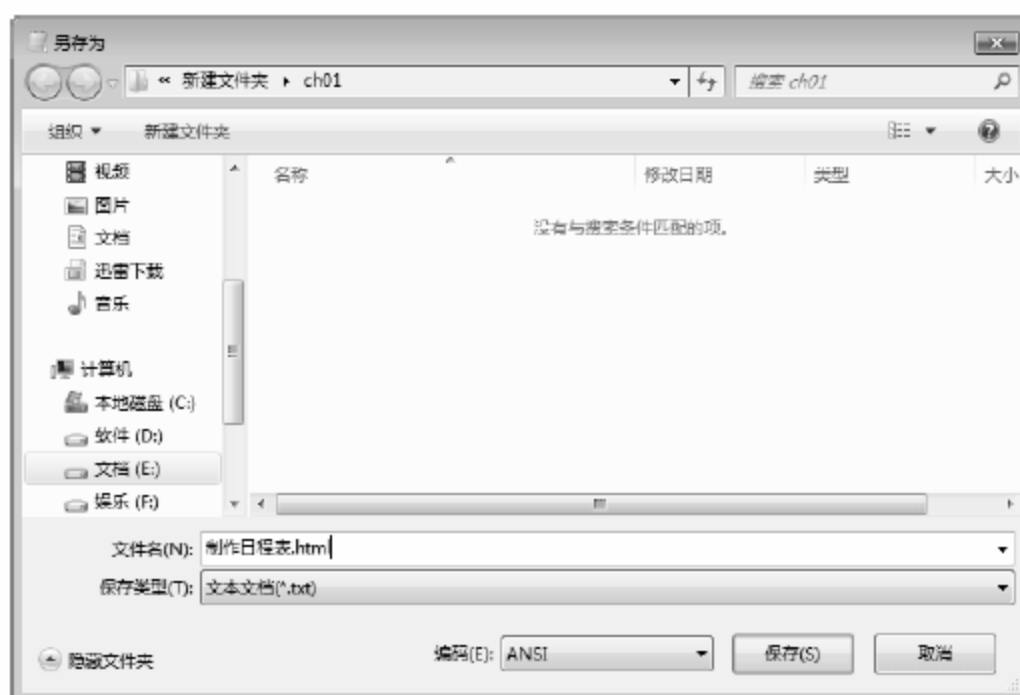 另存为
« 新建文件夹 ▸ ch01
搜索 ch01
组织 ▼ 新建文件夹
视频
图片
文档
迅雷下载
音乐
计算机
本地磁盘 (C:)
软件 (D:)
文档 (E:)
娱乐 (F:)
名称 修改日期 类型 大小
没有与搜索条件匹配的项。
文件名(N): 制作日程表.html
保存类型(T): 文本文档(*.txt)
隐藏文件夹
编码(E): ANSI
保存(S)
取消